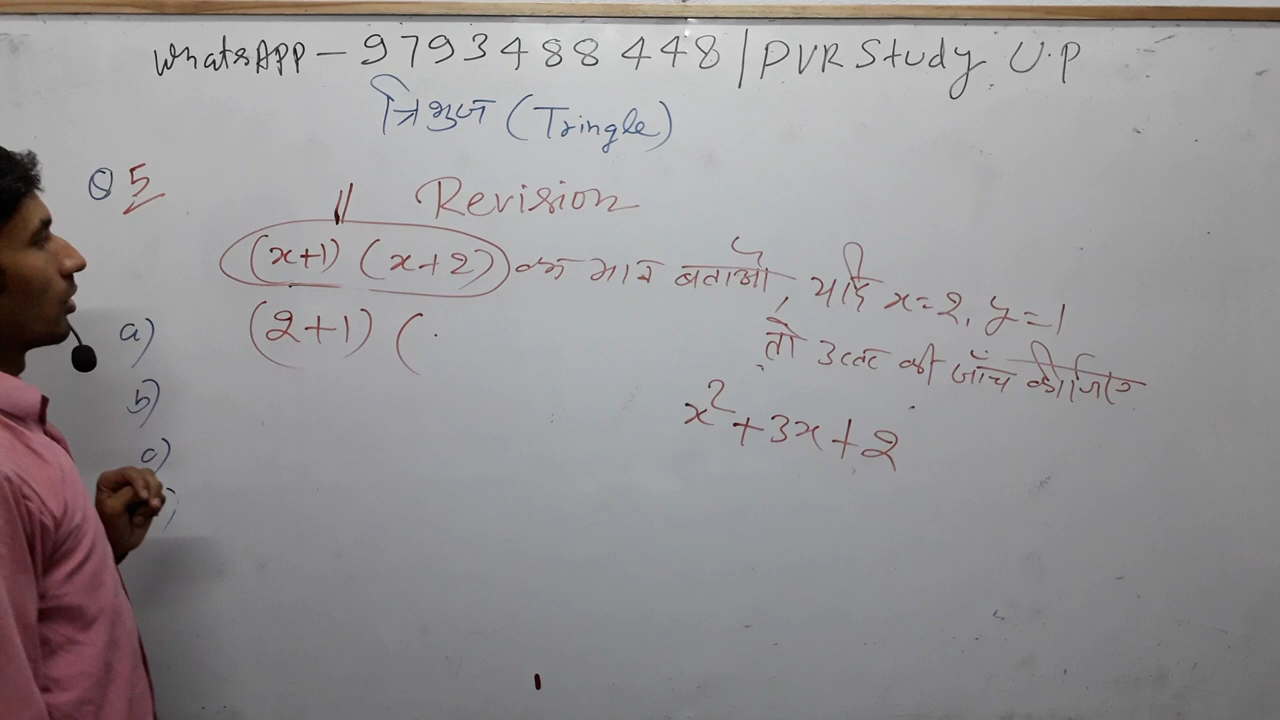 WhatsApp - 9793488448 | PVR Study U.P
त्रिभुज (Tringle)
Q 5
Revision
(x+1) (x+2) का मान बताओ, यदि x=2, y=1
तो उत्तर की जाँच कीजिए
(2+1) (
x²+3x+2
a)
b)
c)